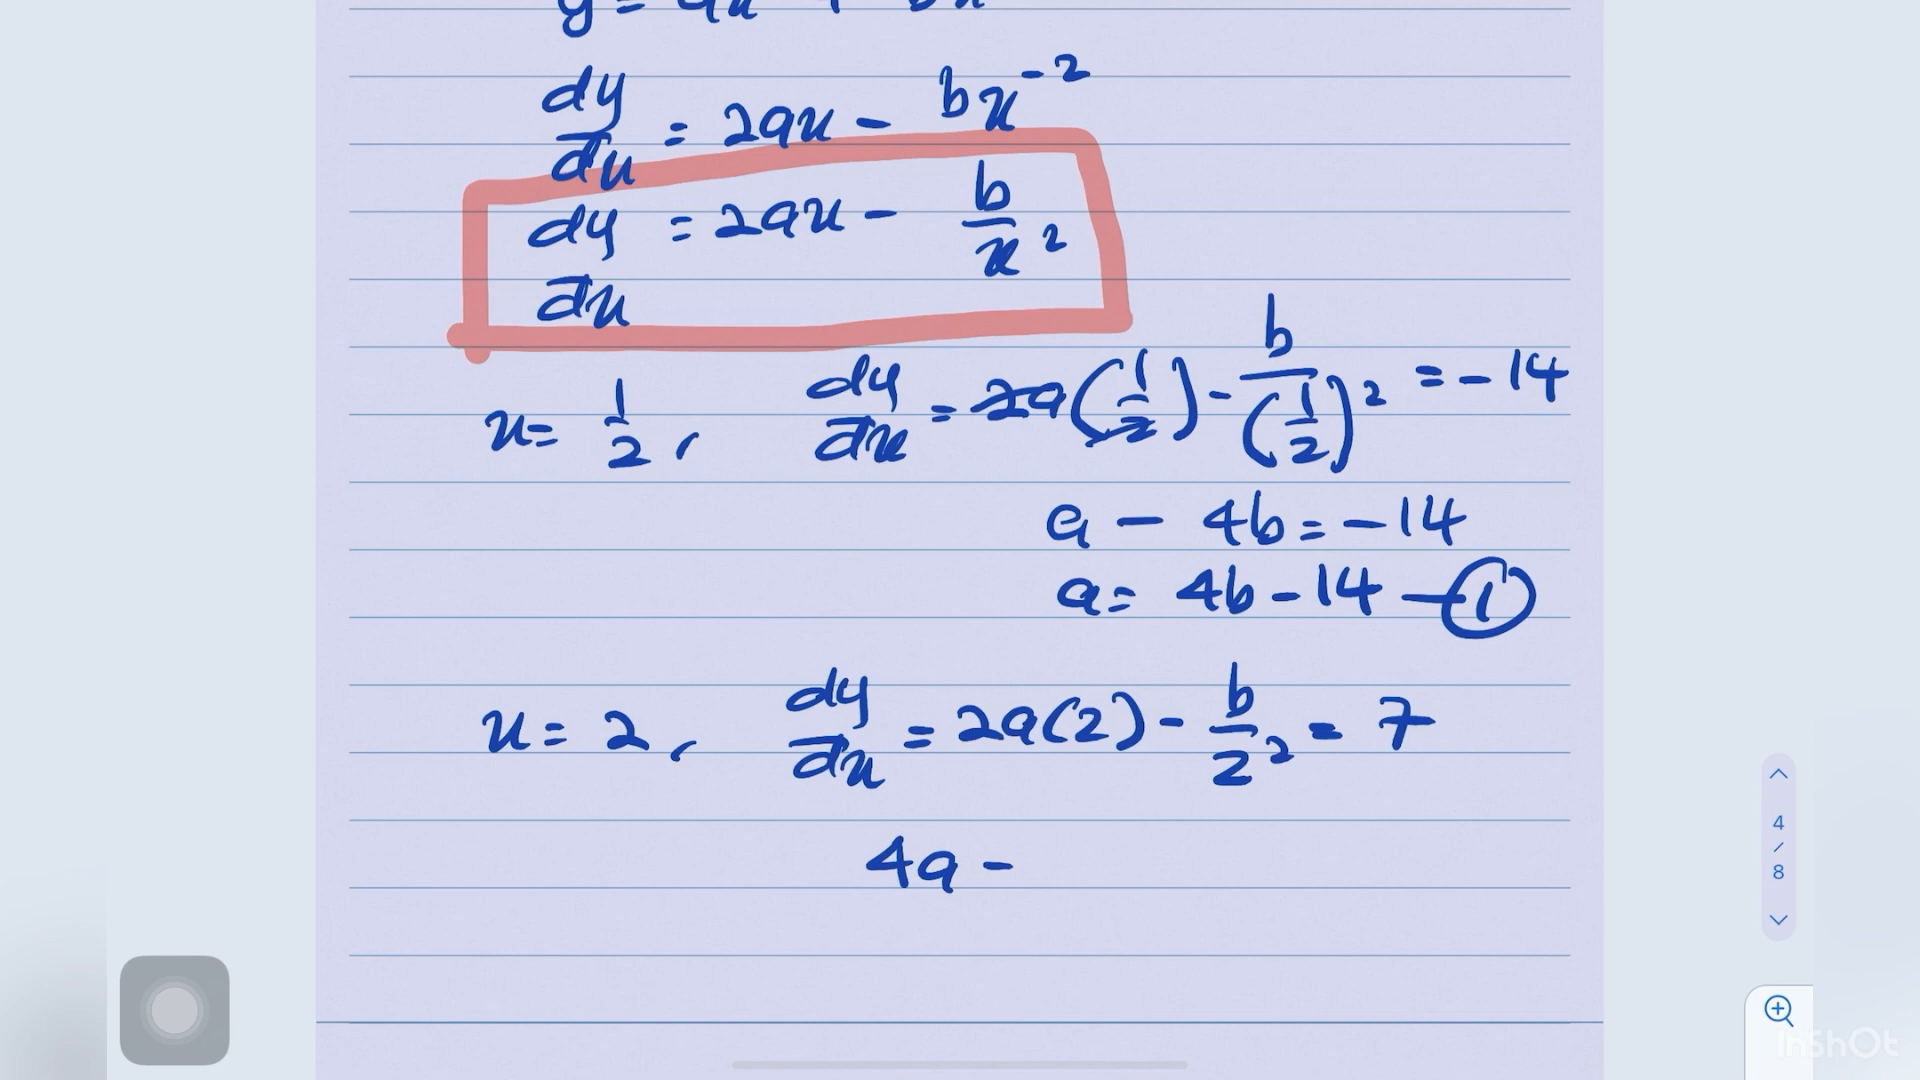 dy/dx = 2ax - bx⁻²
dy/dx = 2ax - b/x²
x = 1/2, dy/dx = 2a(1/2) - b/(1/2)² = -14
a - 4b = -14
a = 4b - 14 — ①
x = 2, dy/dx = 2a(2) - b/2² = 7
4a -
4
/
8
InShOt